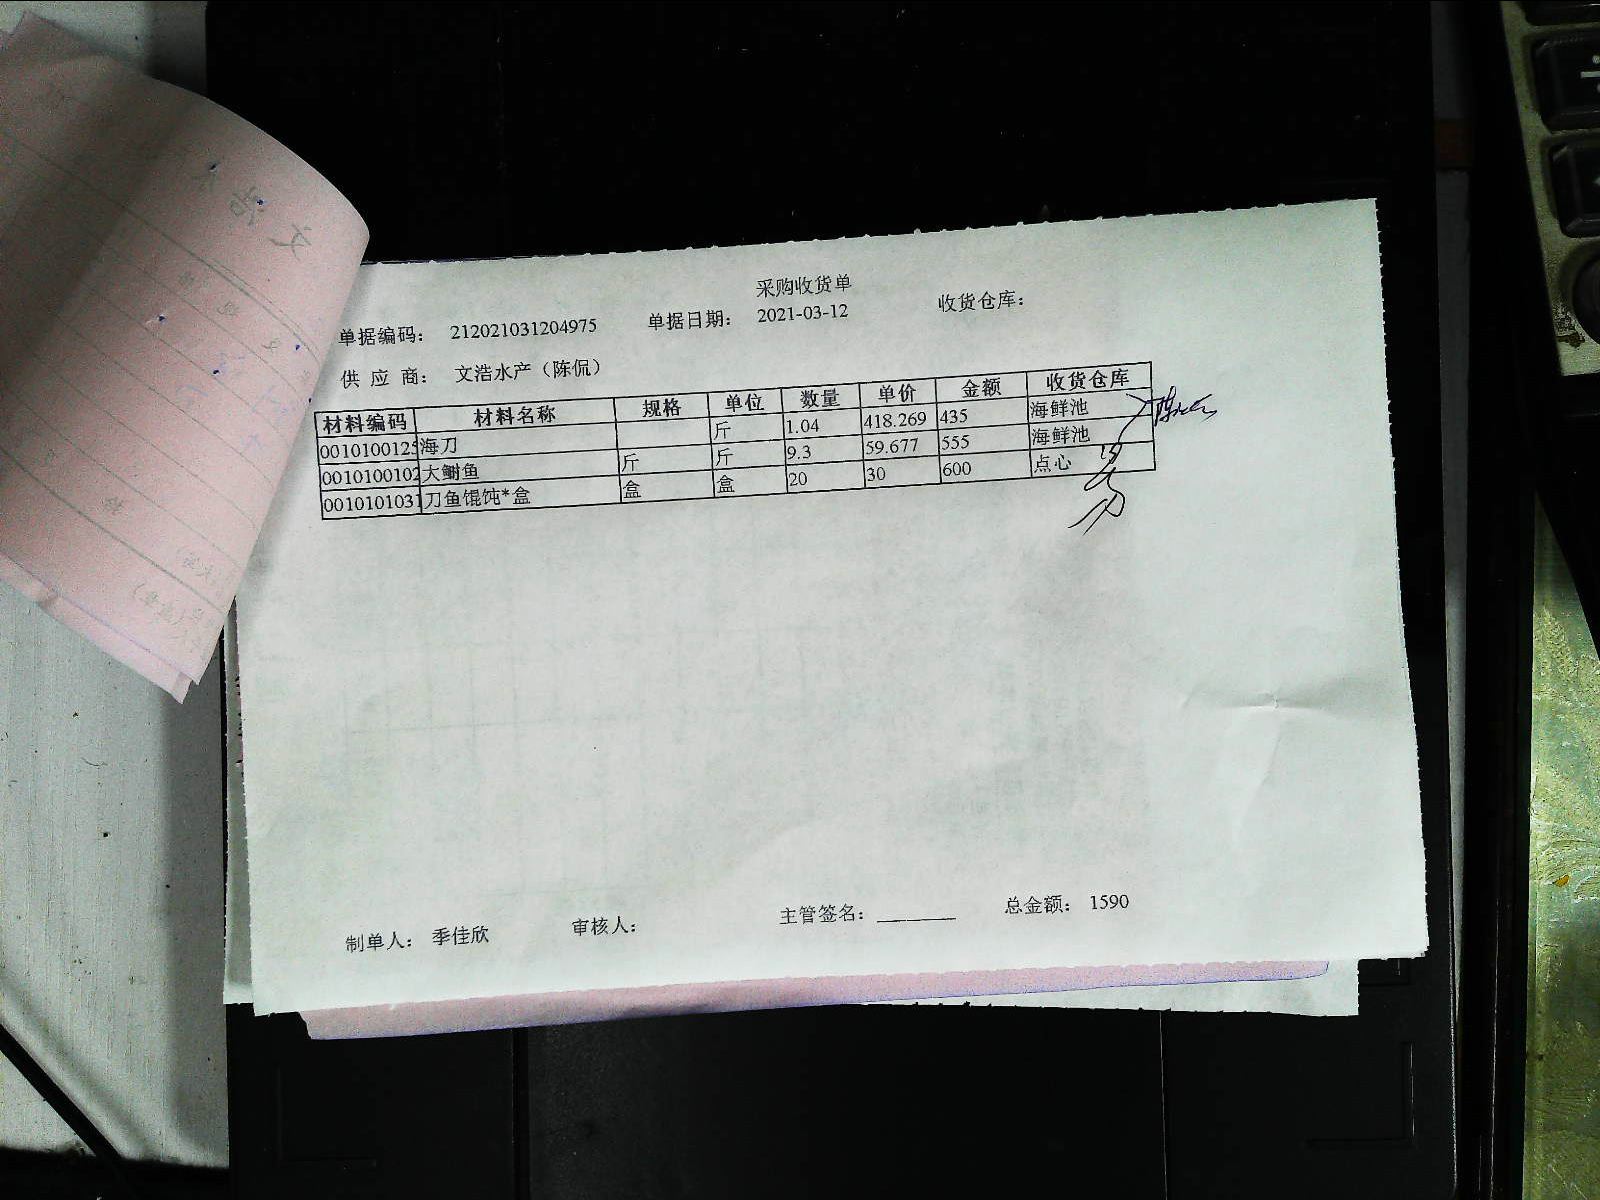 采购收货单
单据编码： 212021031204975 单据日期： 2021-03-12 收货仓库：
供 应 商： 文浩水产（陈侃）
材料编码 材料名称 规格 单位 数量 单价 金额 收货仓库
0010100125 海刀 斤 1.04 418.269 435 海鲜池
0010100102 大鲥鱼 斤 斤 9.3 59.677 555 海鲜池
0010101031 刀鱼馄饨*盒 盒 盒 20 30 600 点心
制单人： 季佳欣 审核人： 主管签名：________ 总金额： 1590